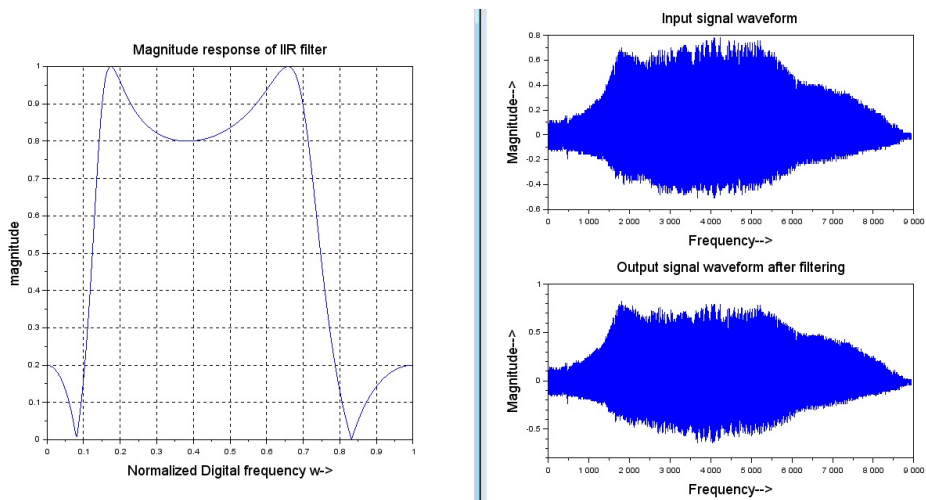 Magnitude response of IIR filter
magnitude
1
0.9
0.8
0.7
0.6
0.5
0.4
0.3
0.2
0.1
0
0 0.1 0.2 0.3 0.4 0.5 0.6 0.7 0.8 0.9 1
Normalized Digital frequency w->
Input signal waveform
Magnitude-->
0.8
0.6
0.4
0.2
0
-0.2
-0.4
-0.6
0 1 000 2 000 3 000 4 000 5 000 6 000 7 000 8 000 9 000
Frequency-->
Output signal waveform after filtering
Magnitude-->
1
0.5
0
-0.5
0 1 000 2 000 3 000 4 000 5 000 6 000 7 000 8 000 9 000
Frequency-->